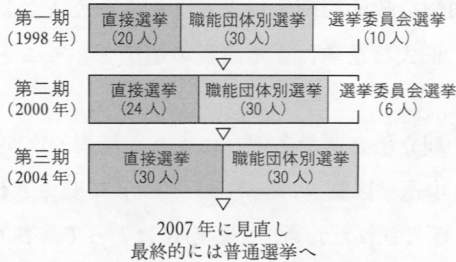 第一期
(1998年)
直接選挙
(20人)
職能団体別選挙
(30人)
選挙委員会選挙
(10人)
▽
第二期
(2000年)
直接選挙
(24人)
職能団体別選挙
(30人)
選挙委員会選挙
(6人)
▽
第三期
(2004年)
直接選挙
(30人)
職能団体別選挙
(30人)
▽
2007年に見直し
最終的には普通選挙へ